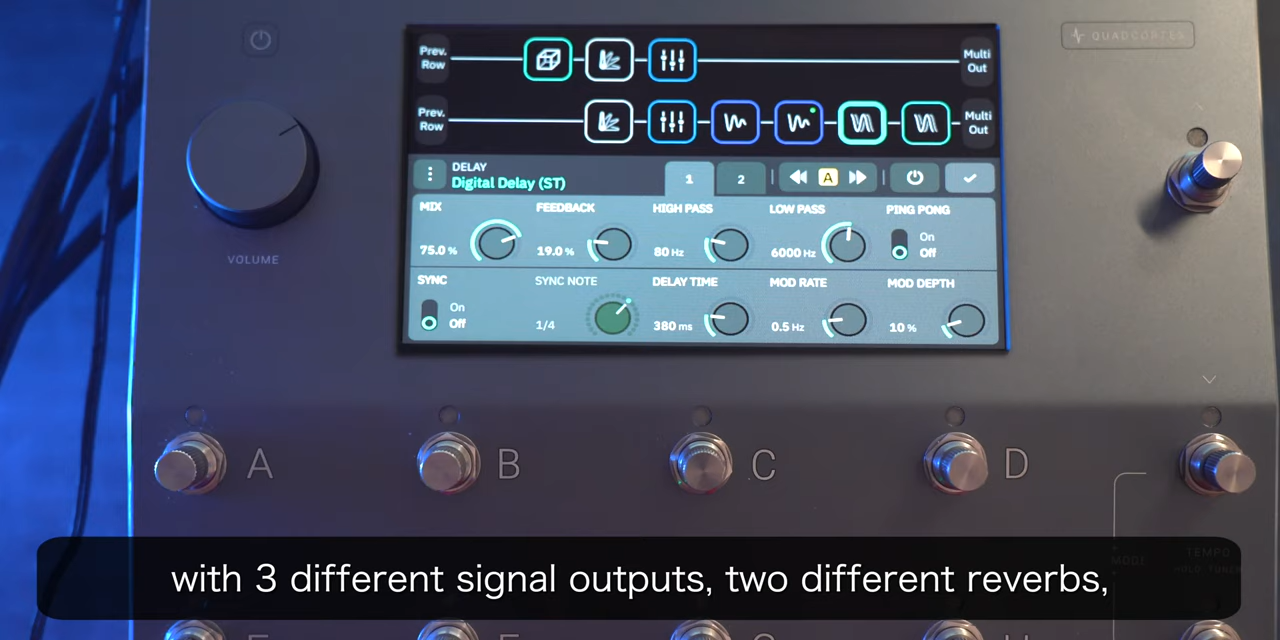 QUADCORTEX
Prev. Row
Multi Out
Prev. Row
Multi Out
DELAY
Digital Delay (ST)
1
2
A
MIX
FEEDBACK
HIGH PASS
LOW PASS
PING PONG
75.0 %
19.0 %
80 Hz
6000 Hz
On
Off
SYNC
SYNC NOTE
DELAY TIME
MOD RATE
MOD DEPTH
On
Off
1/4
380 ms
0.5 Hz
10 %
VOLUME
A
B
C
D
TEMPO
MODE
with 3 different signal outputs, two different reverbs,